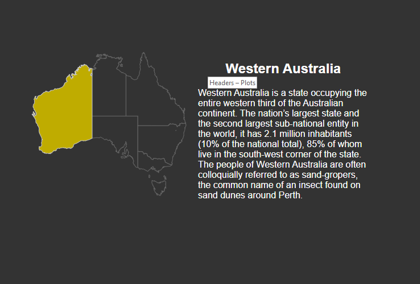 Western Australia
Headers – Plots
Western Australia is a state occupying the
entire western third of the Australian
continent. The nation's largest state and
the second largest sub-national entity in
the world, it has 2.1 million inhabitants
(10% of the national total), 85% of whom
live in the south-west corner of the state.
The people of Western Australia are often
colloquially referred to as sand-gropers,
the common name of an insect found on
sand dunes around Perth.